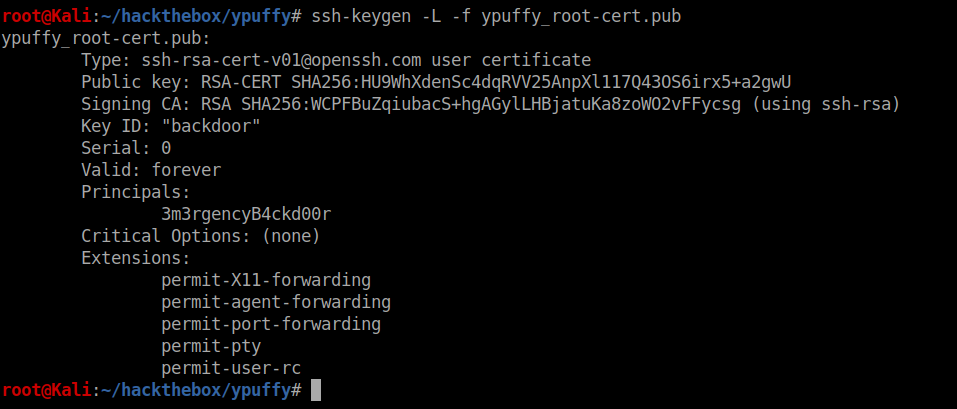 root@Kali:~/hackthebox/ypuffy# ssh-keygen -L -f ypuffy_root-cert.pub
ypuffy_root-cert.pub:
        Type: ssh-rsa-cert-v01@openssh.com user certificate
        Public key: RSA-CERT SHA256:HU9WhXdenSc4dqRVV25AnpXl117Q43OS6irx5+a2gwU
        Signing CA: RSA SHA256:WCPFBuZqiubacS+hgAGylLHBjatuKa8zoWO2vFFycsg (using ssh-rsa)
        Key ID: "backdoor"
        Serial: 0
        Valid: forever
        Principals:
                3m3rgencyB4ckd00r
        Critical Options: (none)
        Extensions:
                permit-X11-forwarding
                permit-agent-forwarding
                permit-port-forwarding
                permit-pty
                permit-user-rc
root@Kali:~/hackthebox/ypuffy#